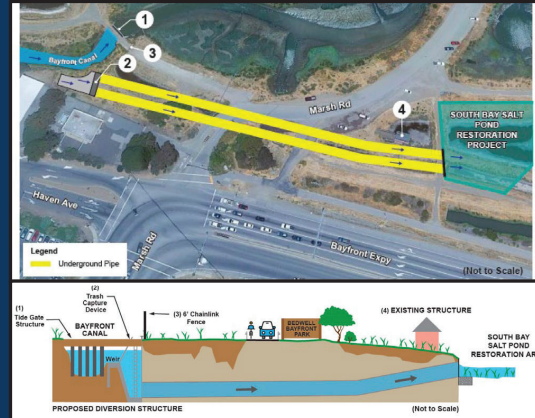 1
2
3
Bayfront Canal
Marsh Rd
4
SOUTH BAY SALT
POND
RESTORATION
PROJECT
Haven Ave
Marsh Rd
Bayfront Expy
Legend
Underground Pipe
(Not to Scale)
(1)
Tide Gate
Structure
BAYFRONT
CANAL
Weir
(2)
Trash
Capture
Device
(3) 6' Chainlink
Fence
BEDWELL
BAYFRONT
PARK
(4) EXISTING STRUCTURE
SOUTH BAY
SALT POND
RESTORATION AR
PROPOSED DIVERSION STRUCTURE
(Not to Scale)